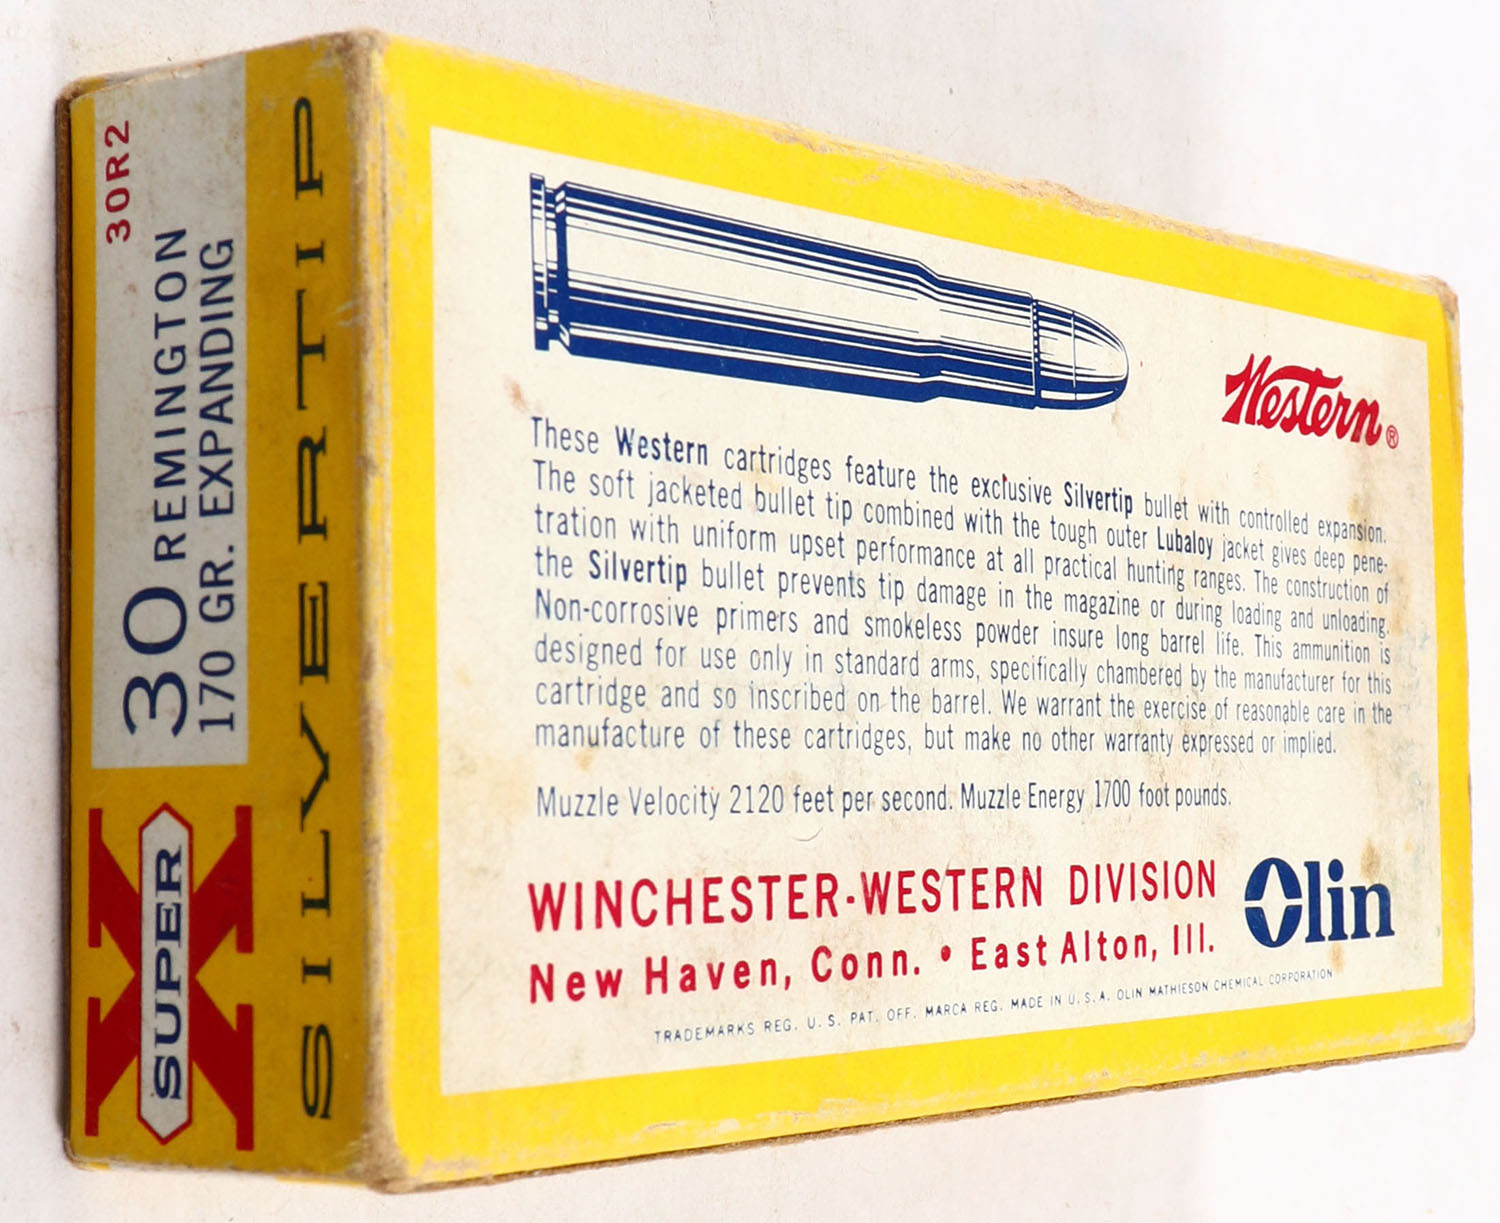 30R2
30 REMINGTON
170 GR. EXPANDING
SUPER
X
SILVERTIP
Western®
These Western cartridges feature the exclusive Silvertip bullet with controlled expansion.
The soft jacketed bullet tip combined with the tough outer Lubaloy jacket gives deep pene-
tration with uniform upset performance at all practical hunting ranges. The construction of
the Silvertip bullet prevents tip damage in the magazine or during loading and unloading.
Non-corrosive primers and smokeless powder insure long barrel life. This ammunition is
designed for use only in standard arms, specifically chambered by the manufacturer for this
cartridge and so inscribed on the barrel. We warrant the exercise of reasonable care in the
manufacture of these cartridges, but make no other warranty expressed or implied.
Muzzle Velocity 2120 feet per second. Muzzle Energy 1700 foot pounds.
WINCHESTER-WESTERN DIVISION
New Haven, Conn. • East Alton, Ill.
Olin
TRADEMARKS REG. U. S. PAT. OFF. MARCA REG. MADE IN U. S. A. OLIN MATHIESON CHEMICAL CORPORATION